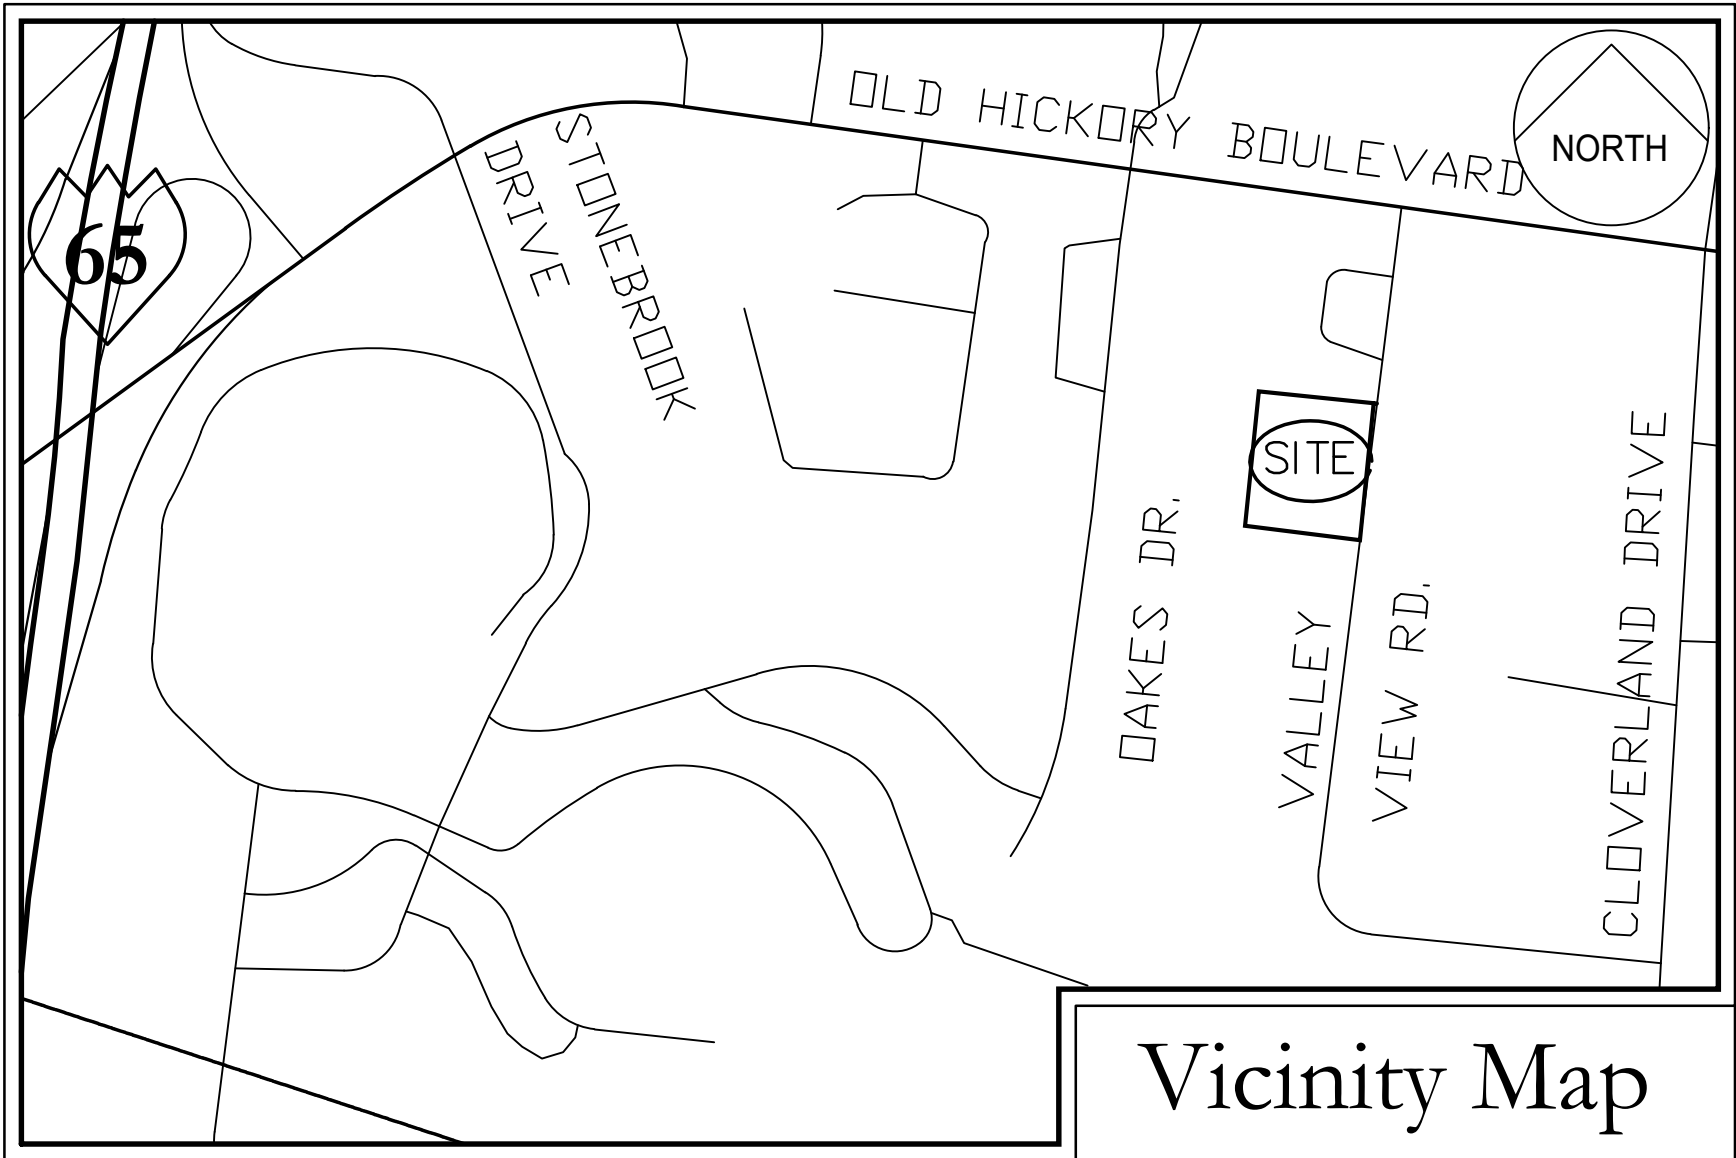 OLD HICKORY BOULEVARD
NORTH
STONEBROOK
DRIVE
65
SITE
OAKES DR.
VALLEY
VIEW RD.
CLOVERLAND DRIVE
Vicinity Map